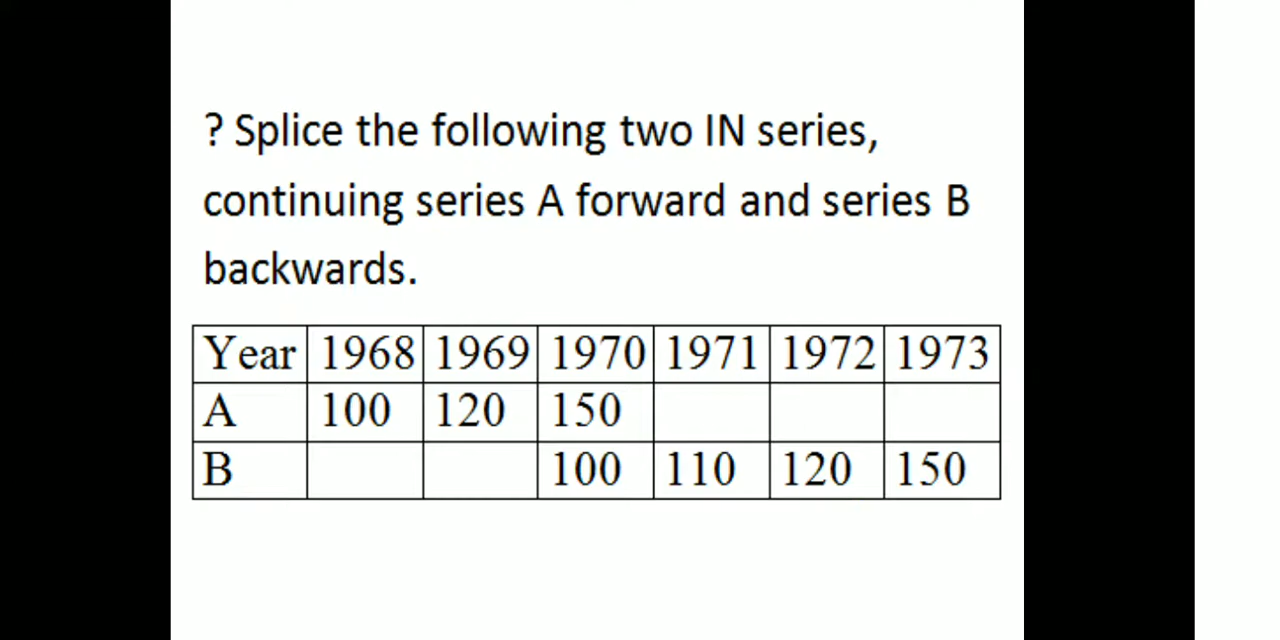 ? Splice the following two IN series,
continuing series A forward and series B
backwards.
Year 1968 1969 1970 1971 1972 1973
A 100 120 150
B 100 110 120 150